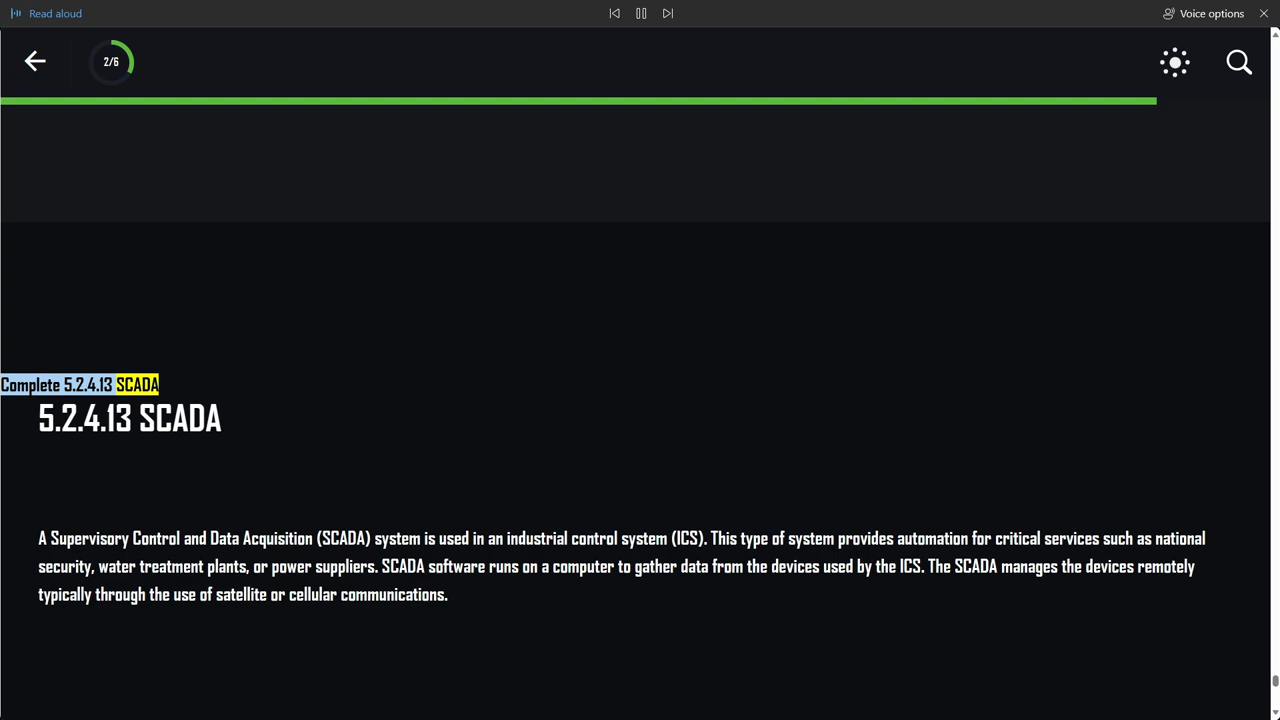 Read aloud
Voice options
2/6
Complete 5.2.4.13 SCADA
5.2.4.13 SCADA
A Supervisory Control and Data Acquisition (SCADA) system is used in an industrial control system (ICS). This type of system provides automation for critical services such as national
security, water treatment plants, or power suppliers. SCADA software runs on a computer to gather data from the devices used by the ICS. The SCADA manages the devices remotely
typically through the use of satellite or cellular communications.